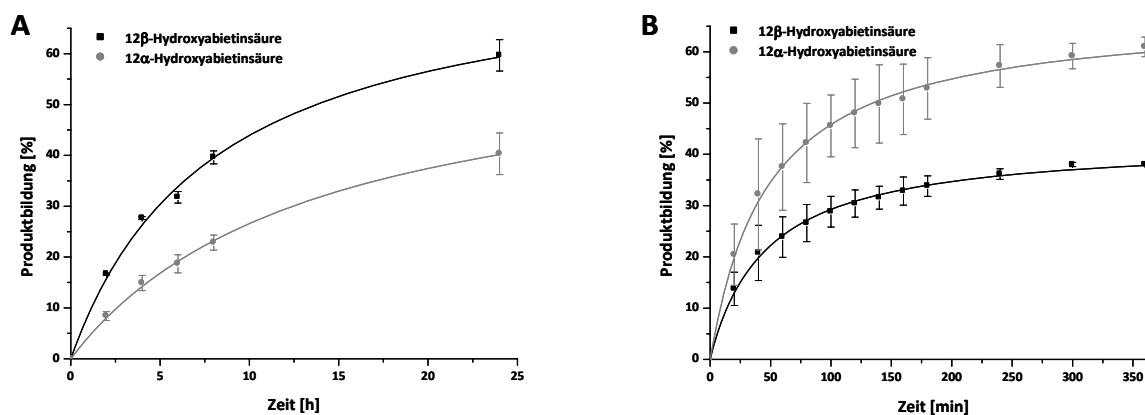 A
12β-Hydroxyabietinsäure
12α-Hydroxyabietinsäure
Produktbildung [%]
60
50
40
30
20
10
0
0 5 10 15 20 25
Zeit [h]
B
12β-Hydroxyabietinsäure
12α-Hydroxyabietinsäure
Produktbildung [%]
60
50
40
30
20
10
0
0 50 100 150 200 250 300 350
Zeit [min]